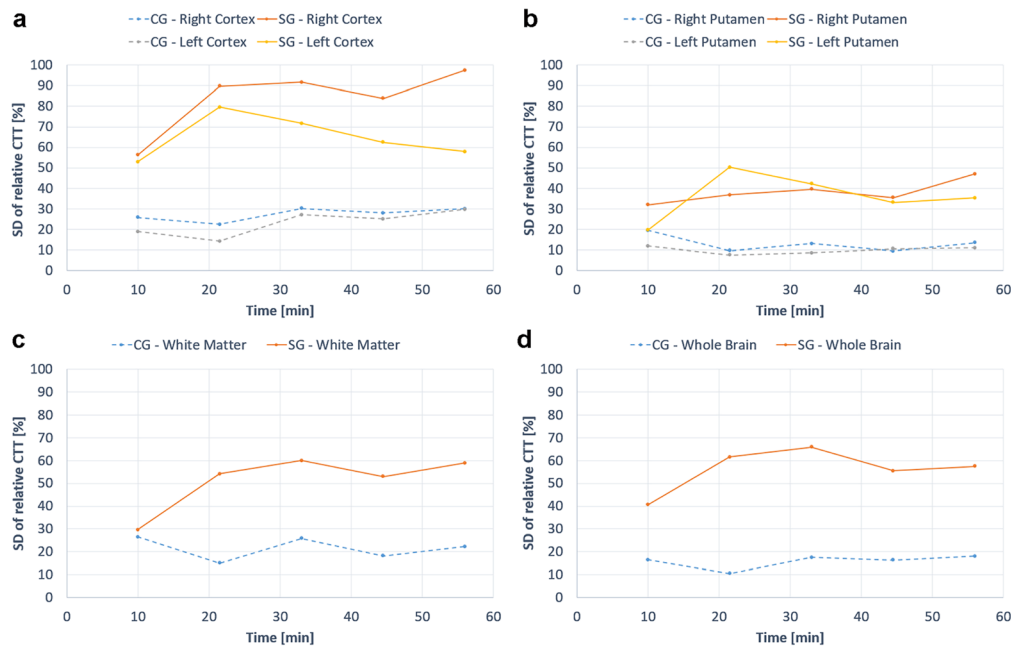 a
CG - Right Cortex SG - Right Cortex
CG - Left Cortex SG - Left Cortex
SD of relative CTT [%]
100
90
80
70
60
50
40
30
20
10
0
0 10 20 30 40 50 60
Time [min]
b
CG - Right Putamen SG - Right Putamen
CG - Left Putamen SG - Left Putamen
SD of relative CTT [%]
100
90
80
70
60
50
40
30
20
10
0
0 10 20 30 40 50 60
Time [min]
c
CG - White Matter SG - White Matter
SD of relative CTT [%]
100
90
80
70
60
50
40
30
20
10
0
0 10 20 30 40 50 60
Time [min]
d
CG - Whole Brain SG - Whole Brain
SD of relative CTT [%]
100
90
80
70
60
50
40
30
20
10
0
0 10 20 30 40 50 60
Time [min]